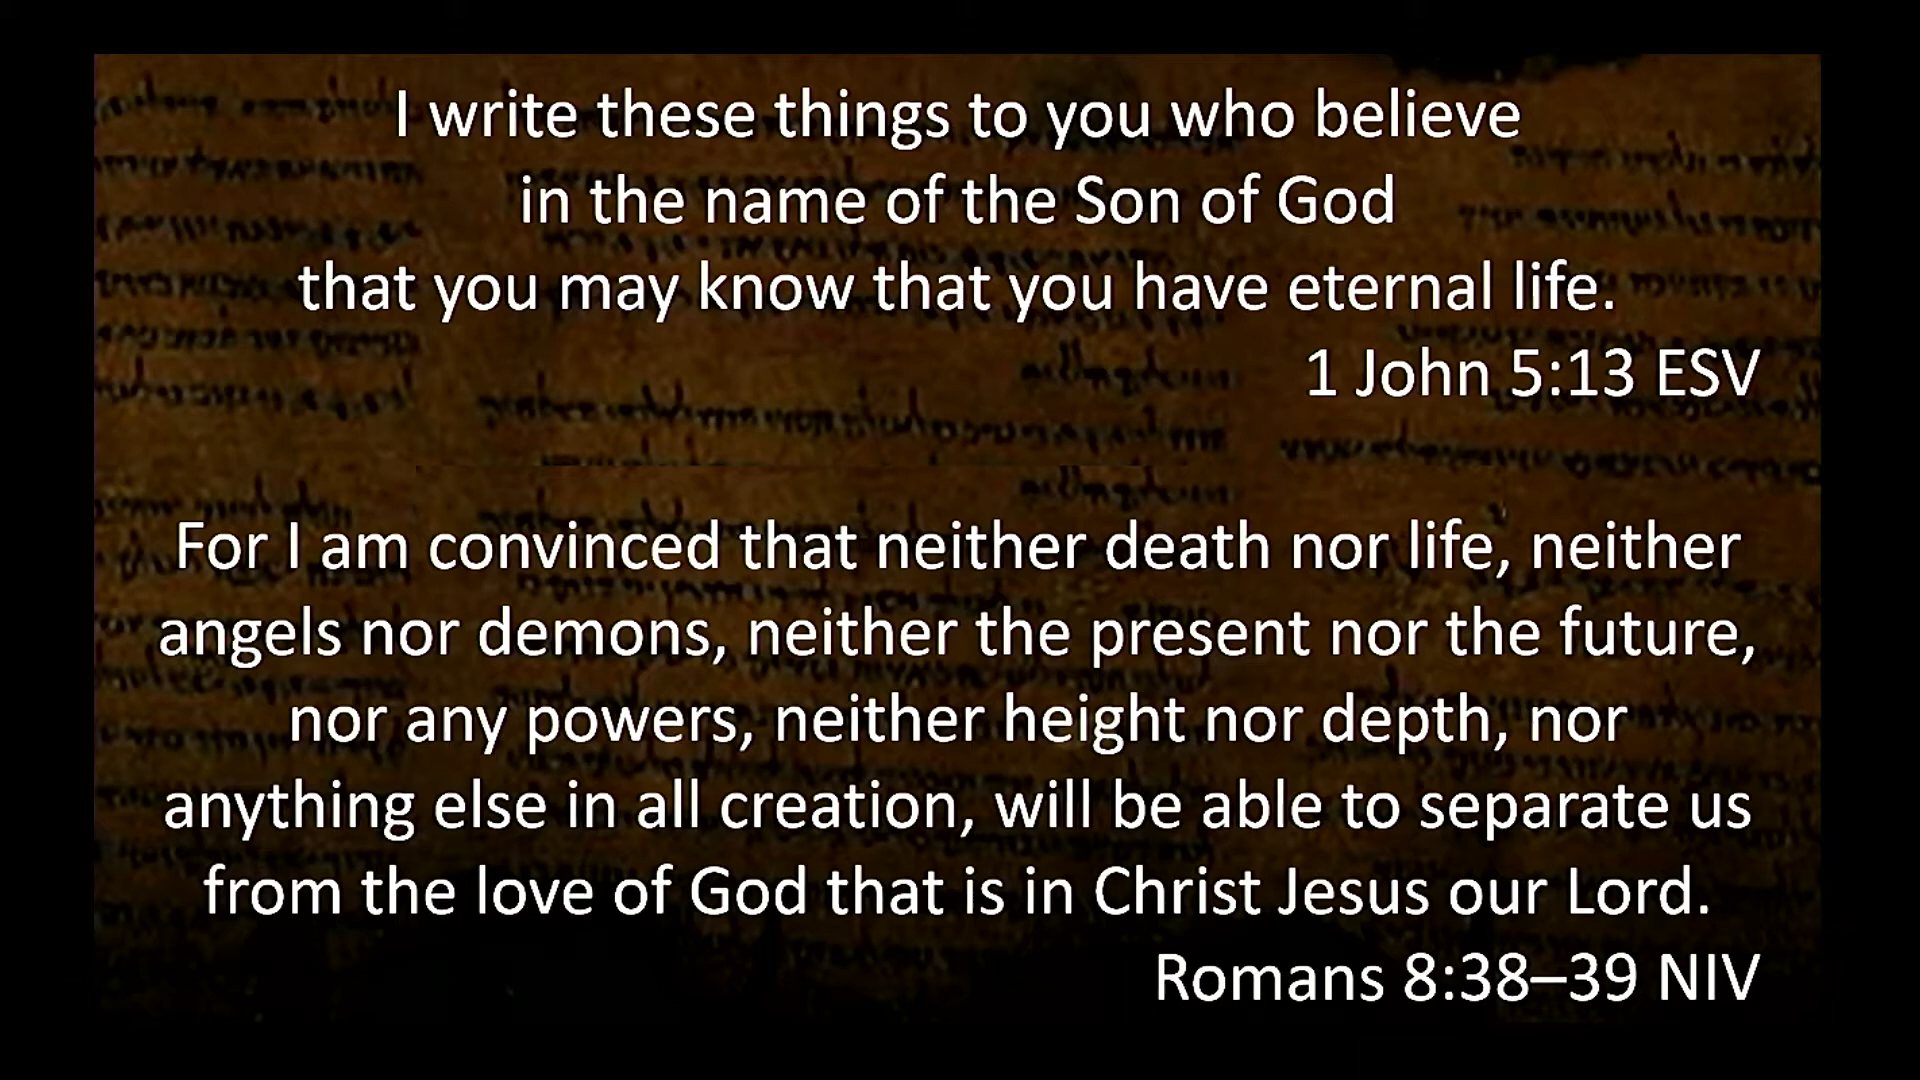 I write these things to you who believe
in the name of the Son of God
that you may know that you have eternal life.
1 John 5:13 ESV
For I am convinced that neither death nor life, neither
angels nor demons, neither the present nor the future,
nor any powers, neither height nor depth, nor
anything else in all creation, will be able to separate us
from the love of God that is in Christ Jesus our Lord.
Romans 8:38–39 NIV